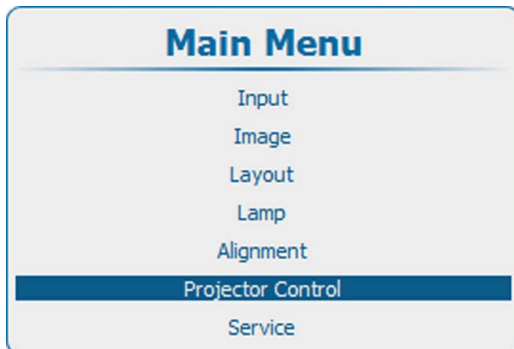 Main Menu
Input
Image
Layout
Lamp
Alignment
Projector Control
Service